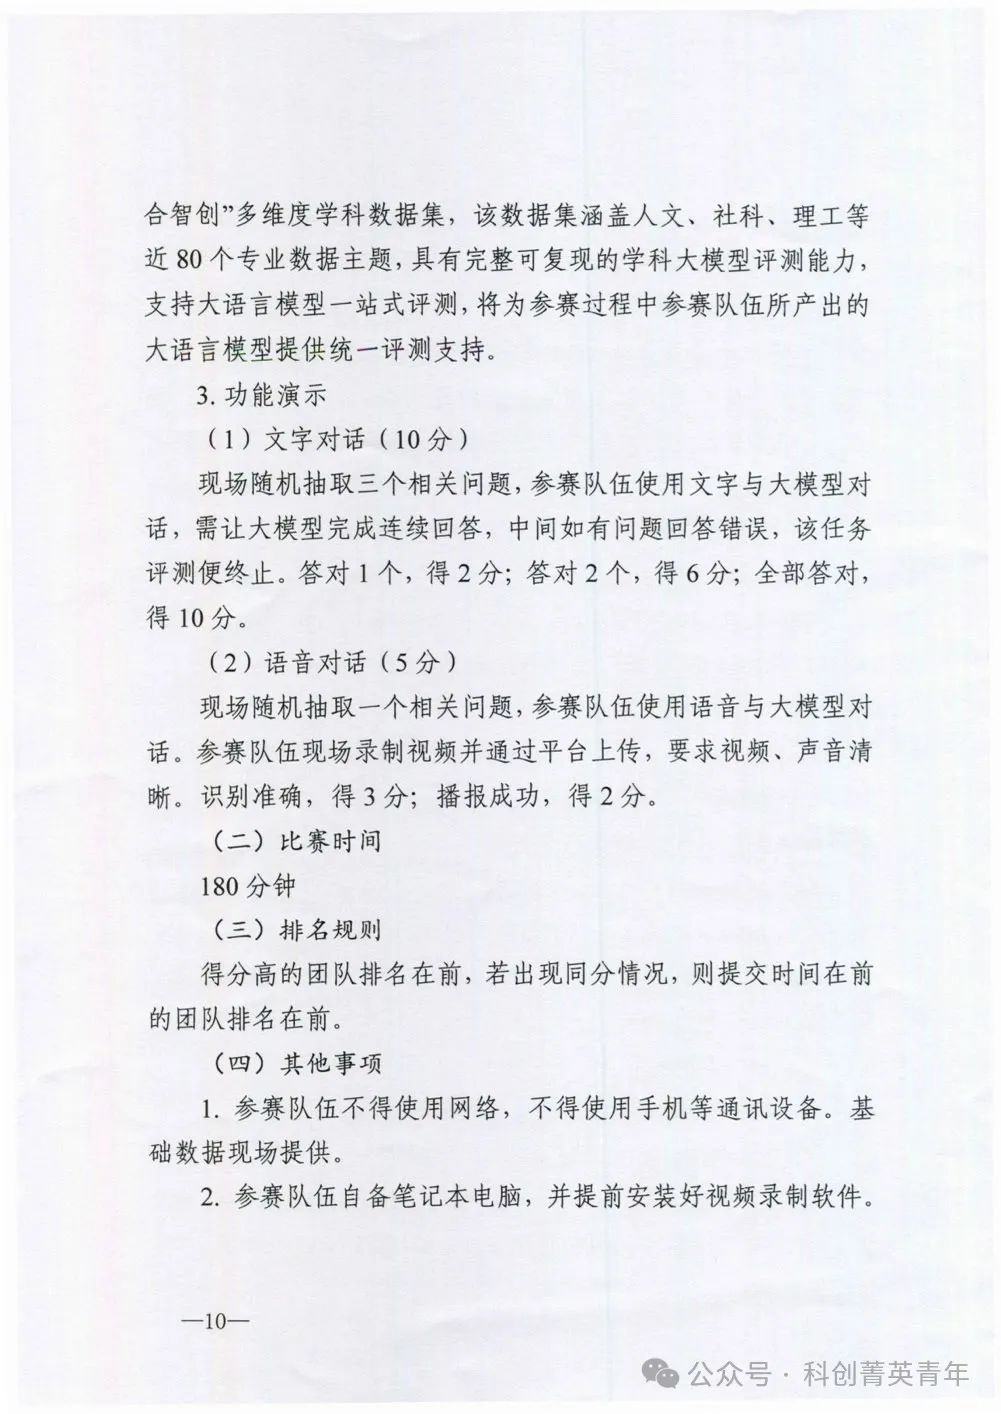 合智创”多维度学科数据集，该数据集涵盖人文、社科、理工等
近 80 个专业数据主题，具有完整可复现的学科大模型评测能力，
支持大语言模型一站式评测，将为参赛过程中参赛队伍所产出的
大语言模型提供统一评测支持。
3. 功能演示
（1）文字对话（10 分）
现场随机抽取三个相关问题，参赛队伍使用文字与大模型对
话，需让大模型完成连续回答，中间如有问题回答错误，该任务
评测便终止。答对 1 个，得 2 分；答对 2 个，得 6 分；全部答对，
得 10 分。
（2）语音对话（5 分）
现场随机抽取一个相关问题，参赛队伍使用语音与大模型对
话。参赛队伍现场录制视频并通过平台上传，要求视频、声音清
晰。识别准确，得 3 分；播报成功，得 2 分。
（二）比赛时间
180 分钟
（三）排名规则
得分高的团队排名在前，若出现同分情况，则提交时间在前
的团队排名在前。
（四）其他事项
1. 参赛队伍不得使用网络，不得使用手机等通讯设备。基
础数据现场提供。
2. 参赛队伍自备笔记本电脑，并提前安装好视频录制软件。
—10—
公众号 · 科创菁英青年